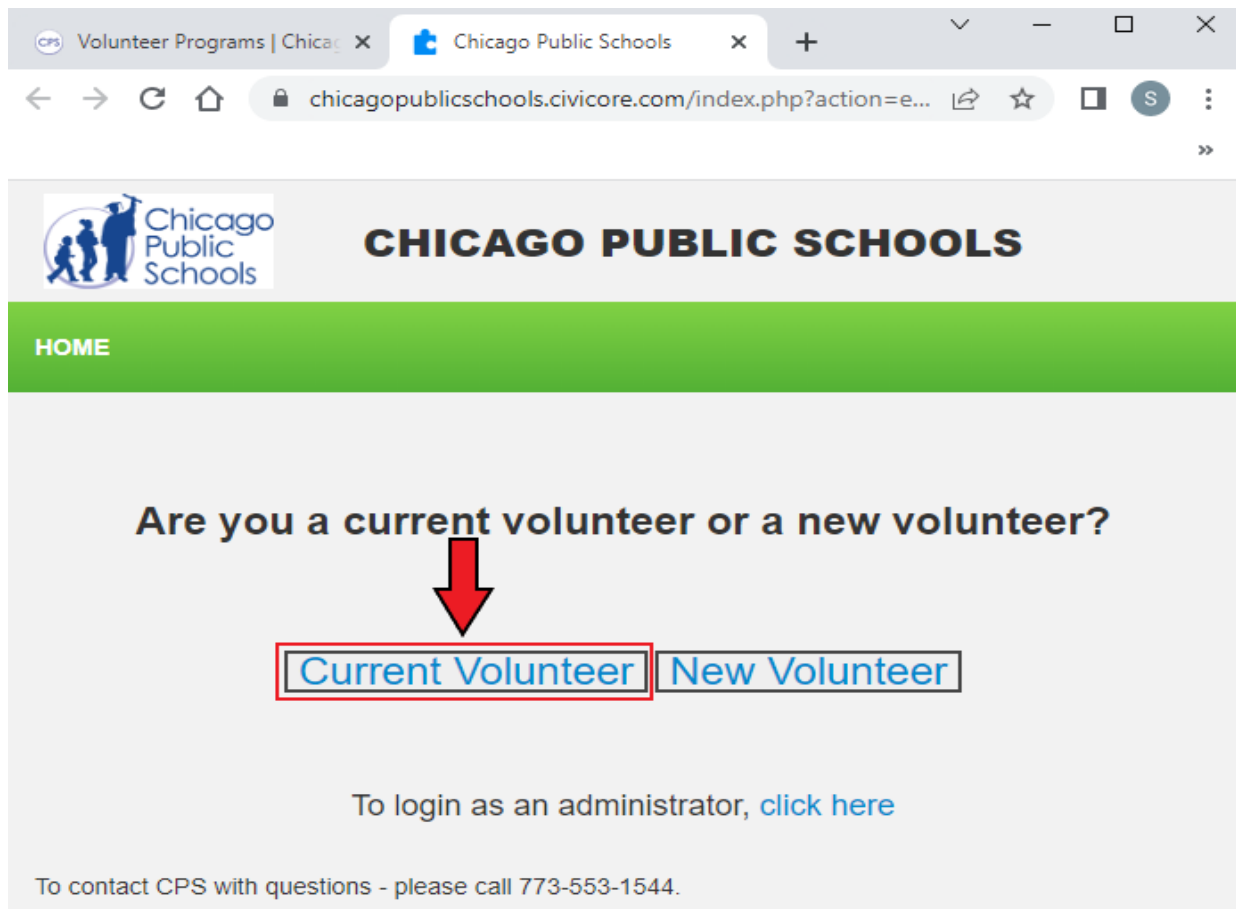 CPS Volunteer Programs | Chicag
Chicago Public Schools
chicagopublicschools.civicore.com/index.php?action=e...
S
Chicago
Public
Schools
CHICAGO PUBLIC SCHOOLS
HOME
Are you a current volunteer or a new volunteer?
Current Volunteer New Volunteer
To login as an administrator, click here
To contact CPS with questions - please call 773-553-1544.